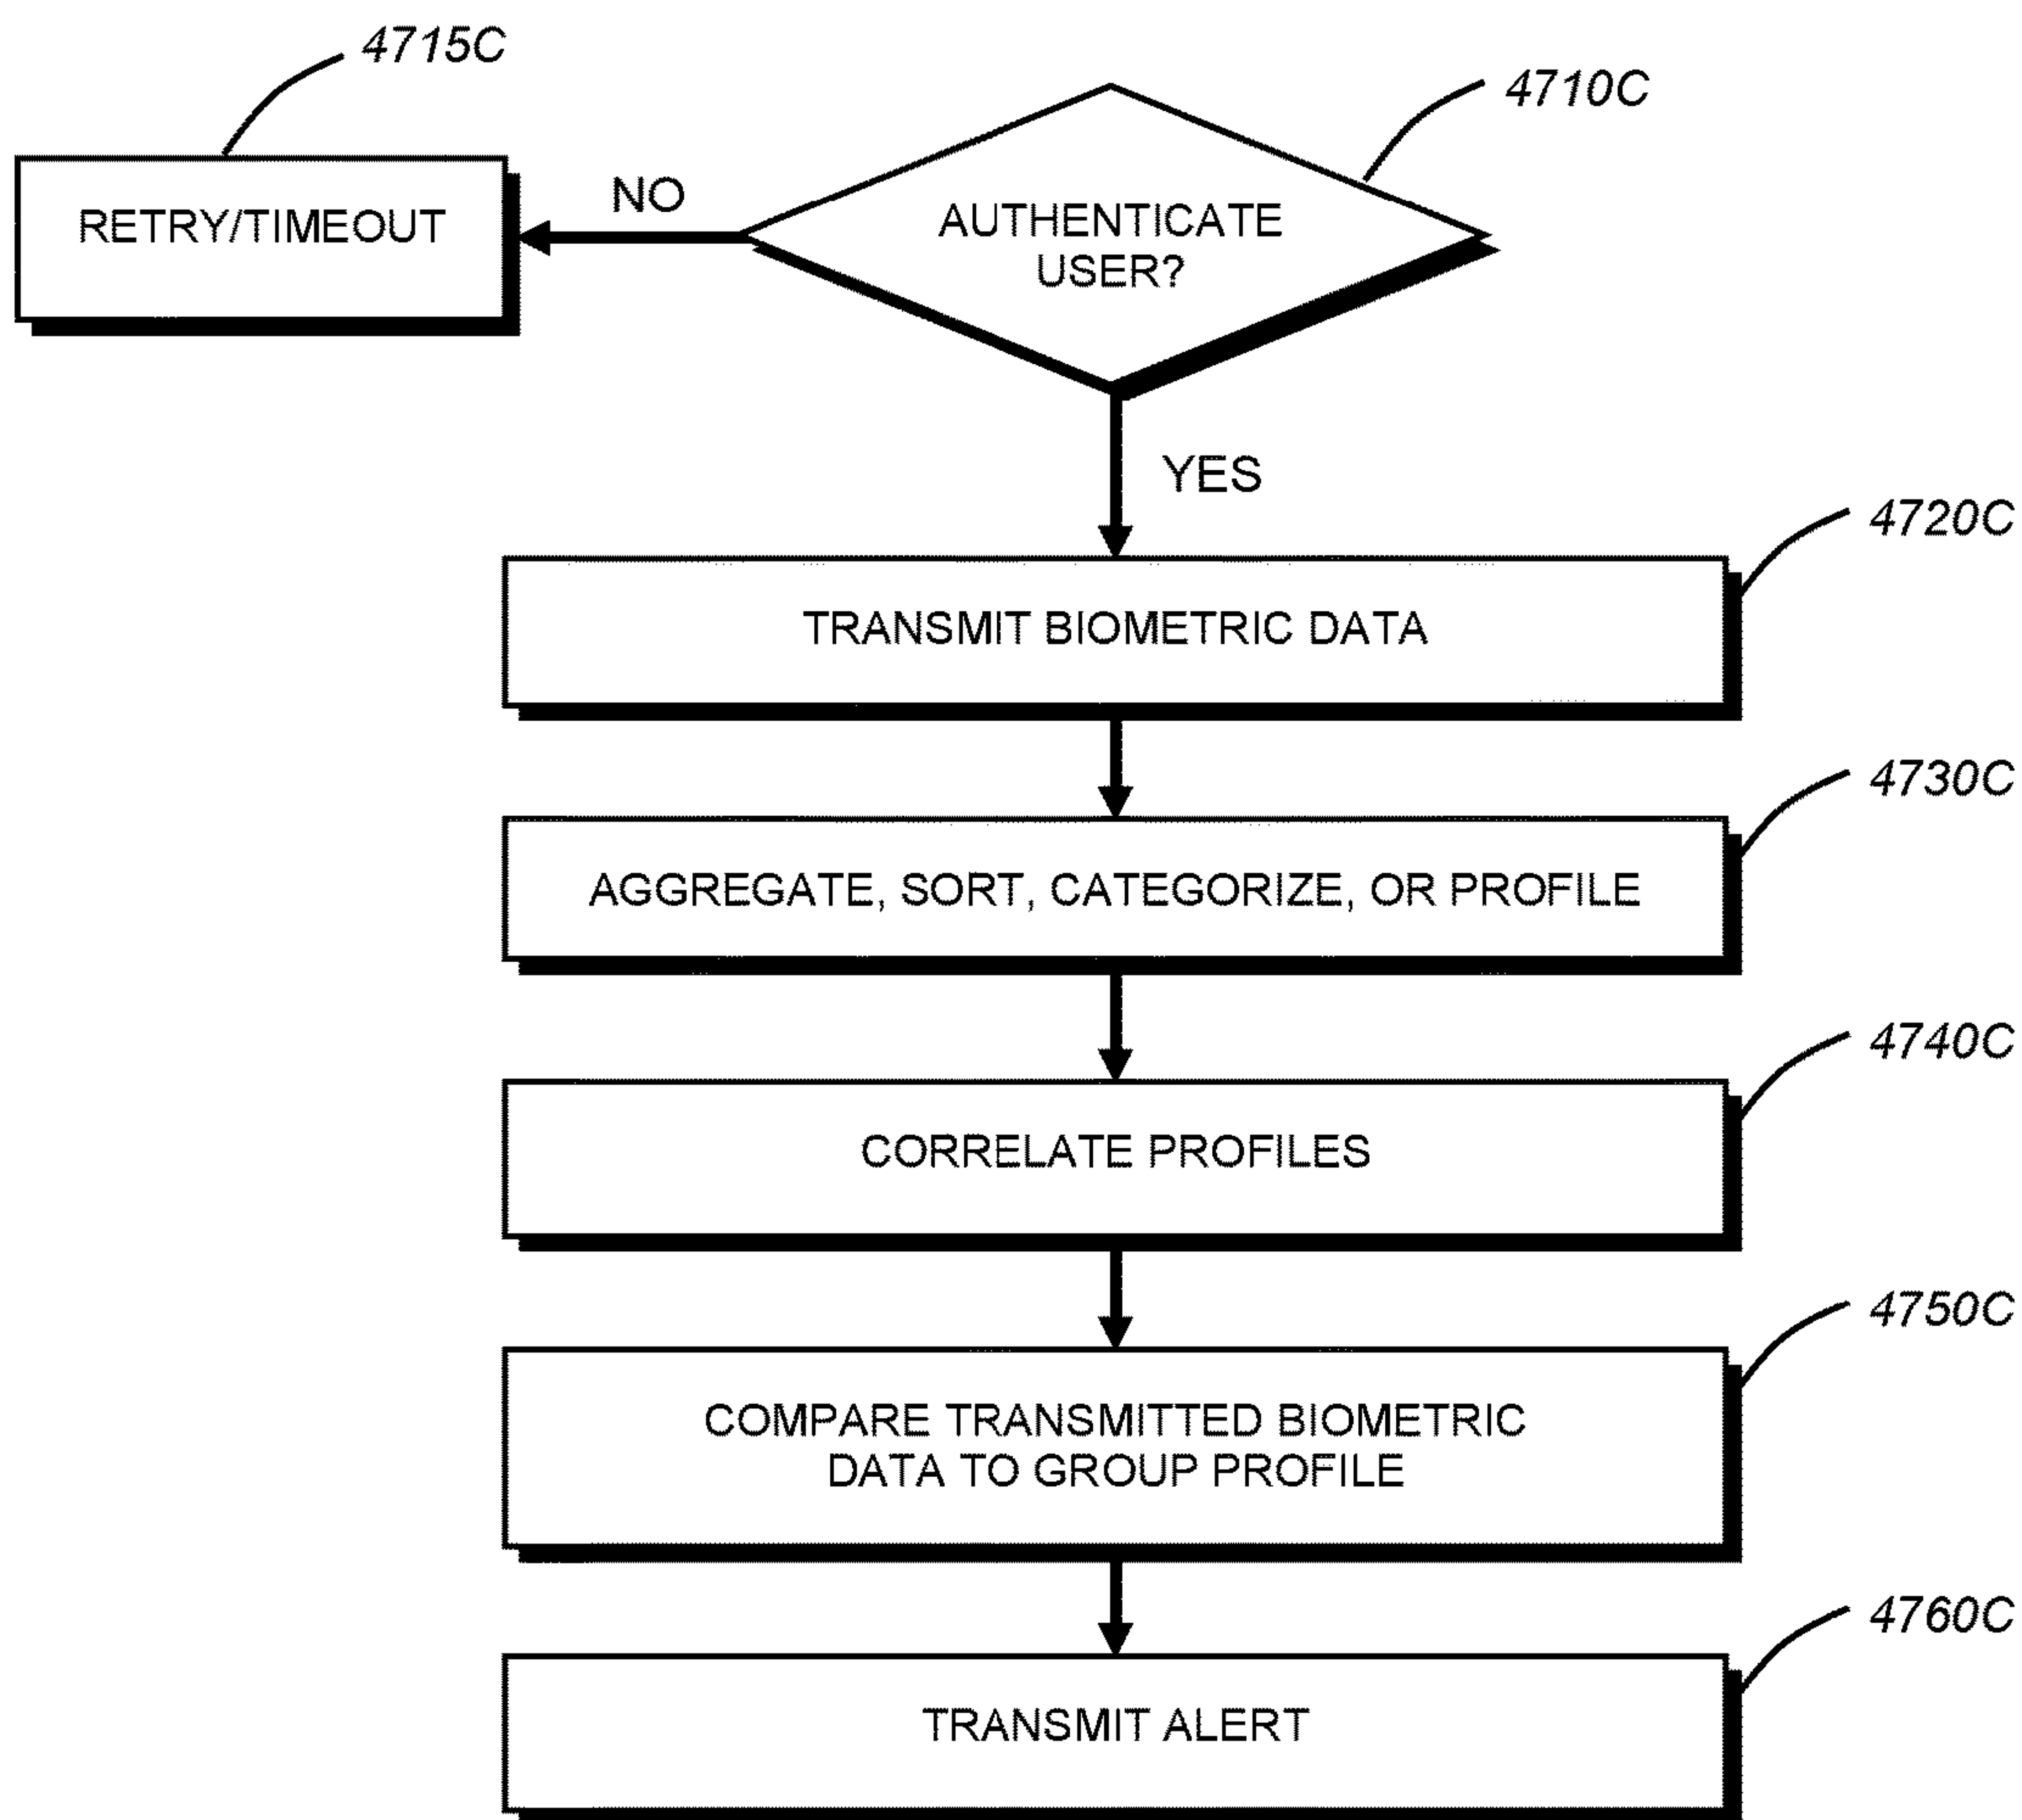 4715C
4710C
RETRY/TIMEOUT
NO
AUTHENTICATE
USER?
YES
4720C
TRANSMIT BIOMETRIC DATA
4730C
AGGREGATE, SORT, CATEGORIZE, OR PROFILE
4740C
CORRELATE PROFILES
4750C
COMPARE TRANSMITTED BIOMETRIC
DATA TO GROUP PROFILE
4760C
TRANSMIT ALERT